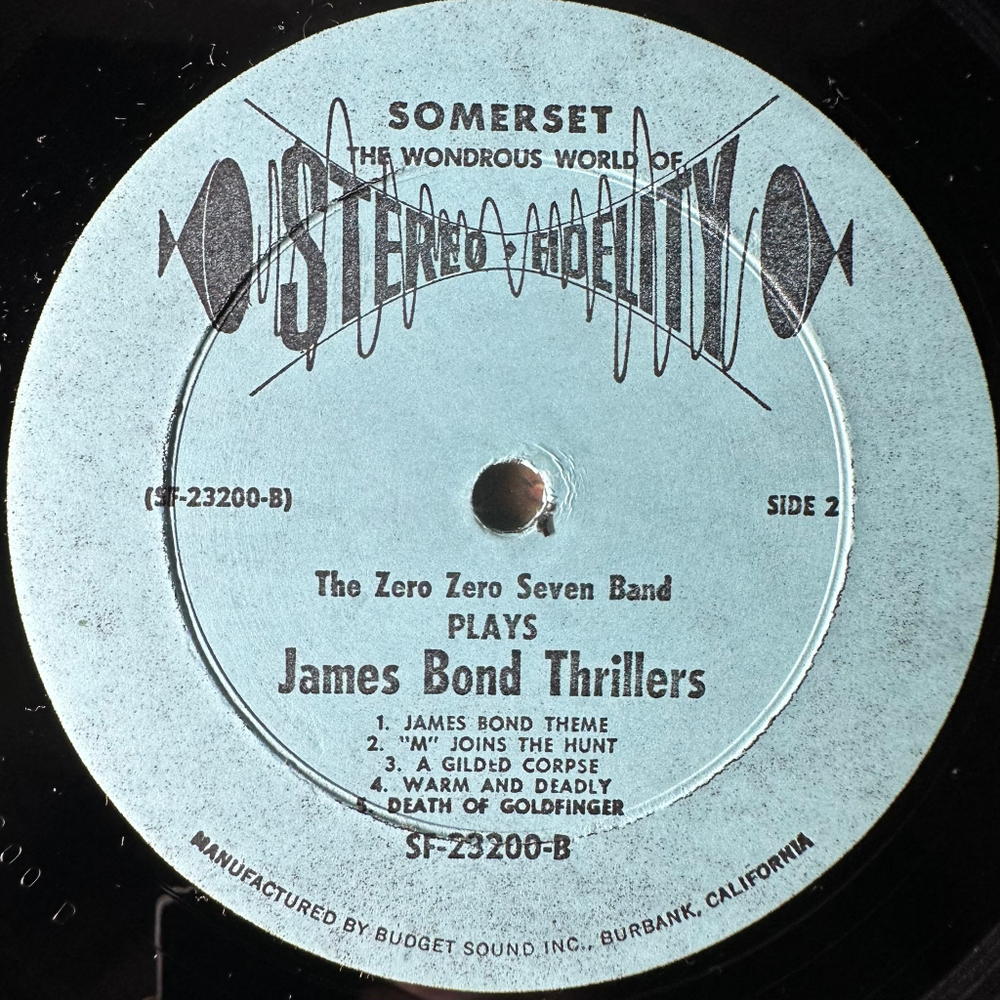 SOMERSET
THE WONDROUS WORLD OF
STEREO • FIDELITY
(SF-23200-B)
SIDE 2
The Zero Zero Seven Band
PLAYS
James Bond Thrillers
1. JAMES BOND THEME
2. "M" JOINS THE HUNT
3. A GILDED CORPSE
4. WARM AND DEADLY
5. DEATH OF GOLDFINGER
SF-23200-B
MANUFACTURED BY BUDGET SOUND INC., BURBANK, CALIFORNIA